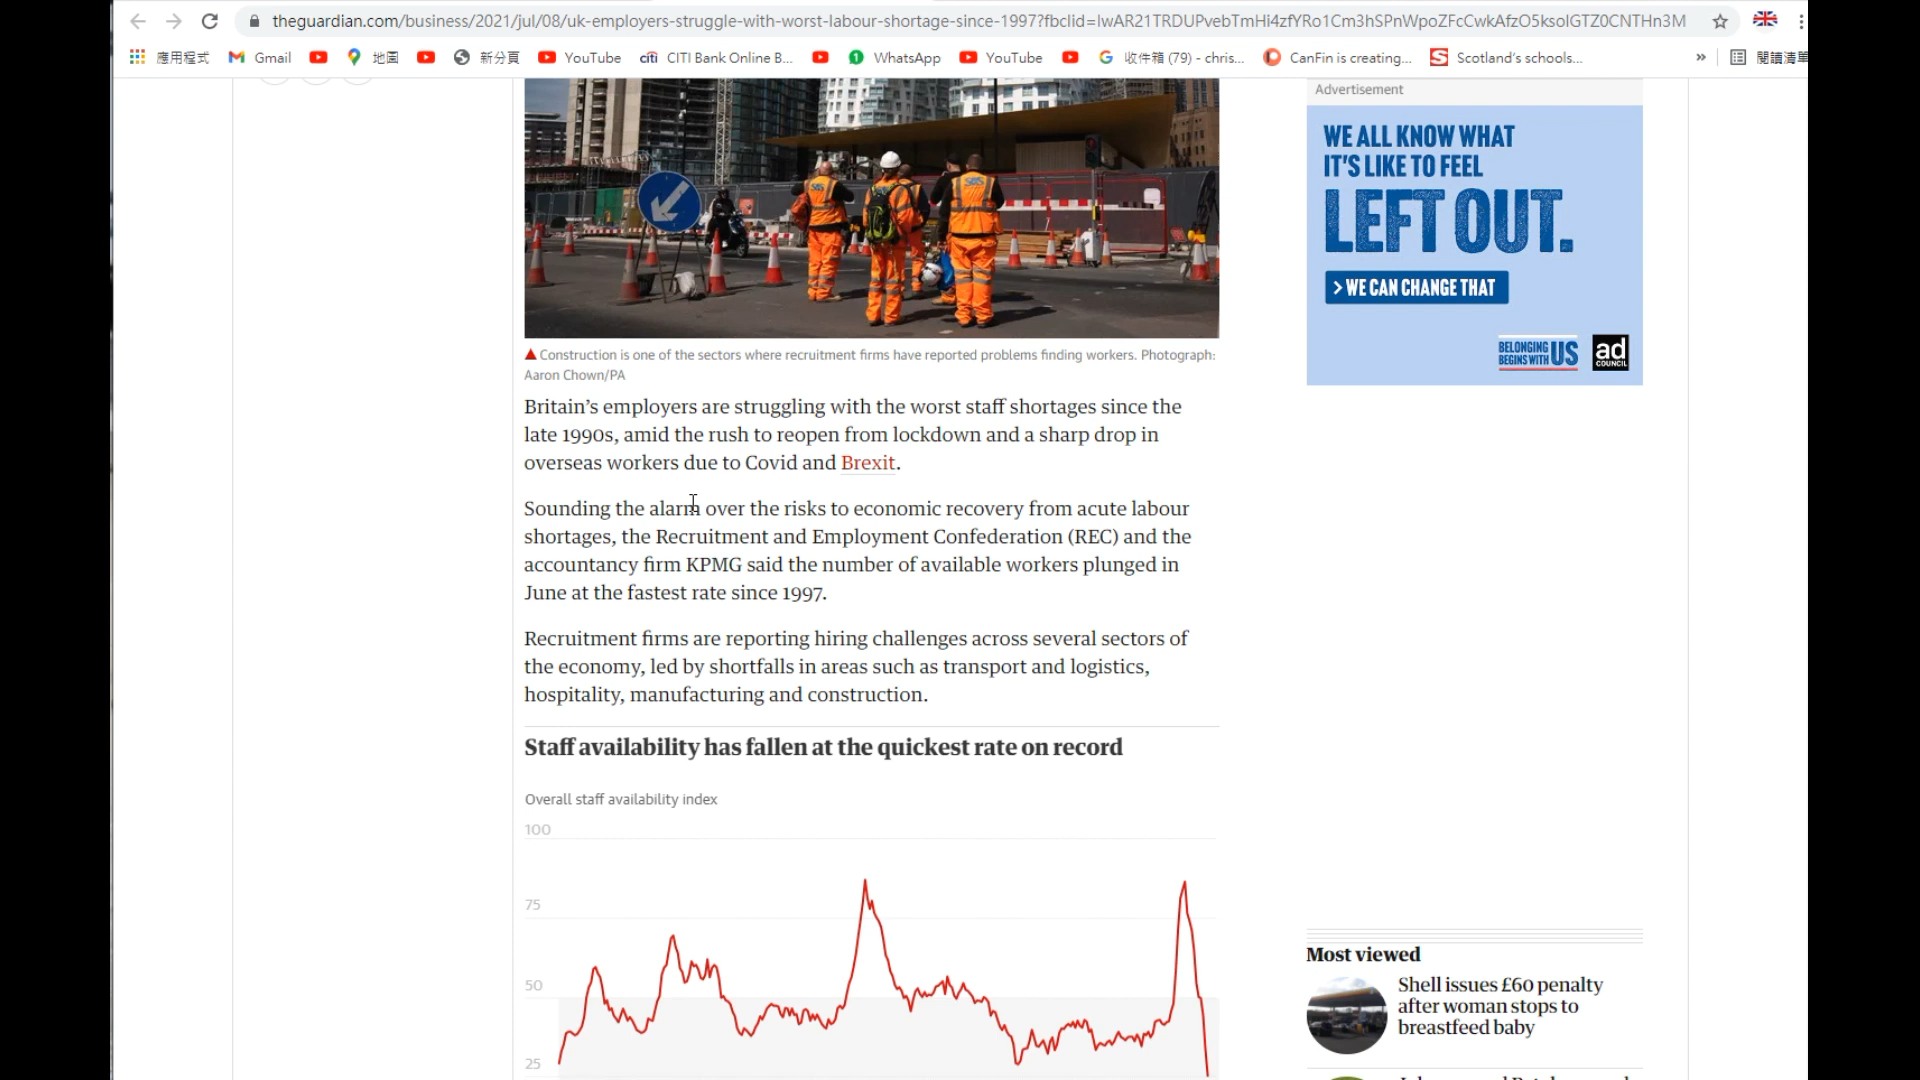 theguardian.com/business/2021/jul/08/uk-employers-struggle-with-worst-labour-shortage-since-1997?fbclid=IwAR21TRDUPvebTmHi4zfYRo1Cm3hSPnWpoZFcCwkAfzO5ksoIGTZ0CNTHn3M
應用程式 Gmail 地圖 新分頁 YouTube citi CITI Bank Online B... 1 WhatsApp YouTube 收件箱 (79) - chris... CanFin is creating... Scotland's schools... » 閱讀清單
Advertisement
WE ALL KNOW WHAT
IT'S LIKE TO FEEL
LEFT OUT.
> WE CAN CHANGE THAT
BELONGING
BEGINS WITH US
ad
COUNCIL
SGS SGS
Construction is one of the sectors where recruitment firms have reported problems finding workers. Photograph:
Aaron Chown/PA
Britain's employers are struggling with the worst staff shortages since the
late 1990s, amid the rush to reopen from lockdown and a sharp drop in
overseas workers due to Covid and Brexit.
Sounding the alarm over the risks to economic recovery from acute labour
shortages, the Recruitment and Employment Confederation (REC) and the
accountancy firm KPMG said the number of available workers plunged in
June at the fastest rate since 1997.
Recruitment firms are reporting hiring challenges across several sectors of
the economy, led by shortfalls in areas such as transport and logistics,
hospitality, manufacturing and construction.
Staff availability has fallen at the quickest rate on record
Overall staff availability index
100
75
50
25
Most viewed
Shell issues £60 penalty
after woman stops to
breastfeed baby